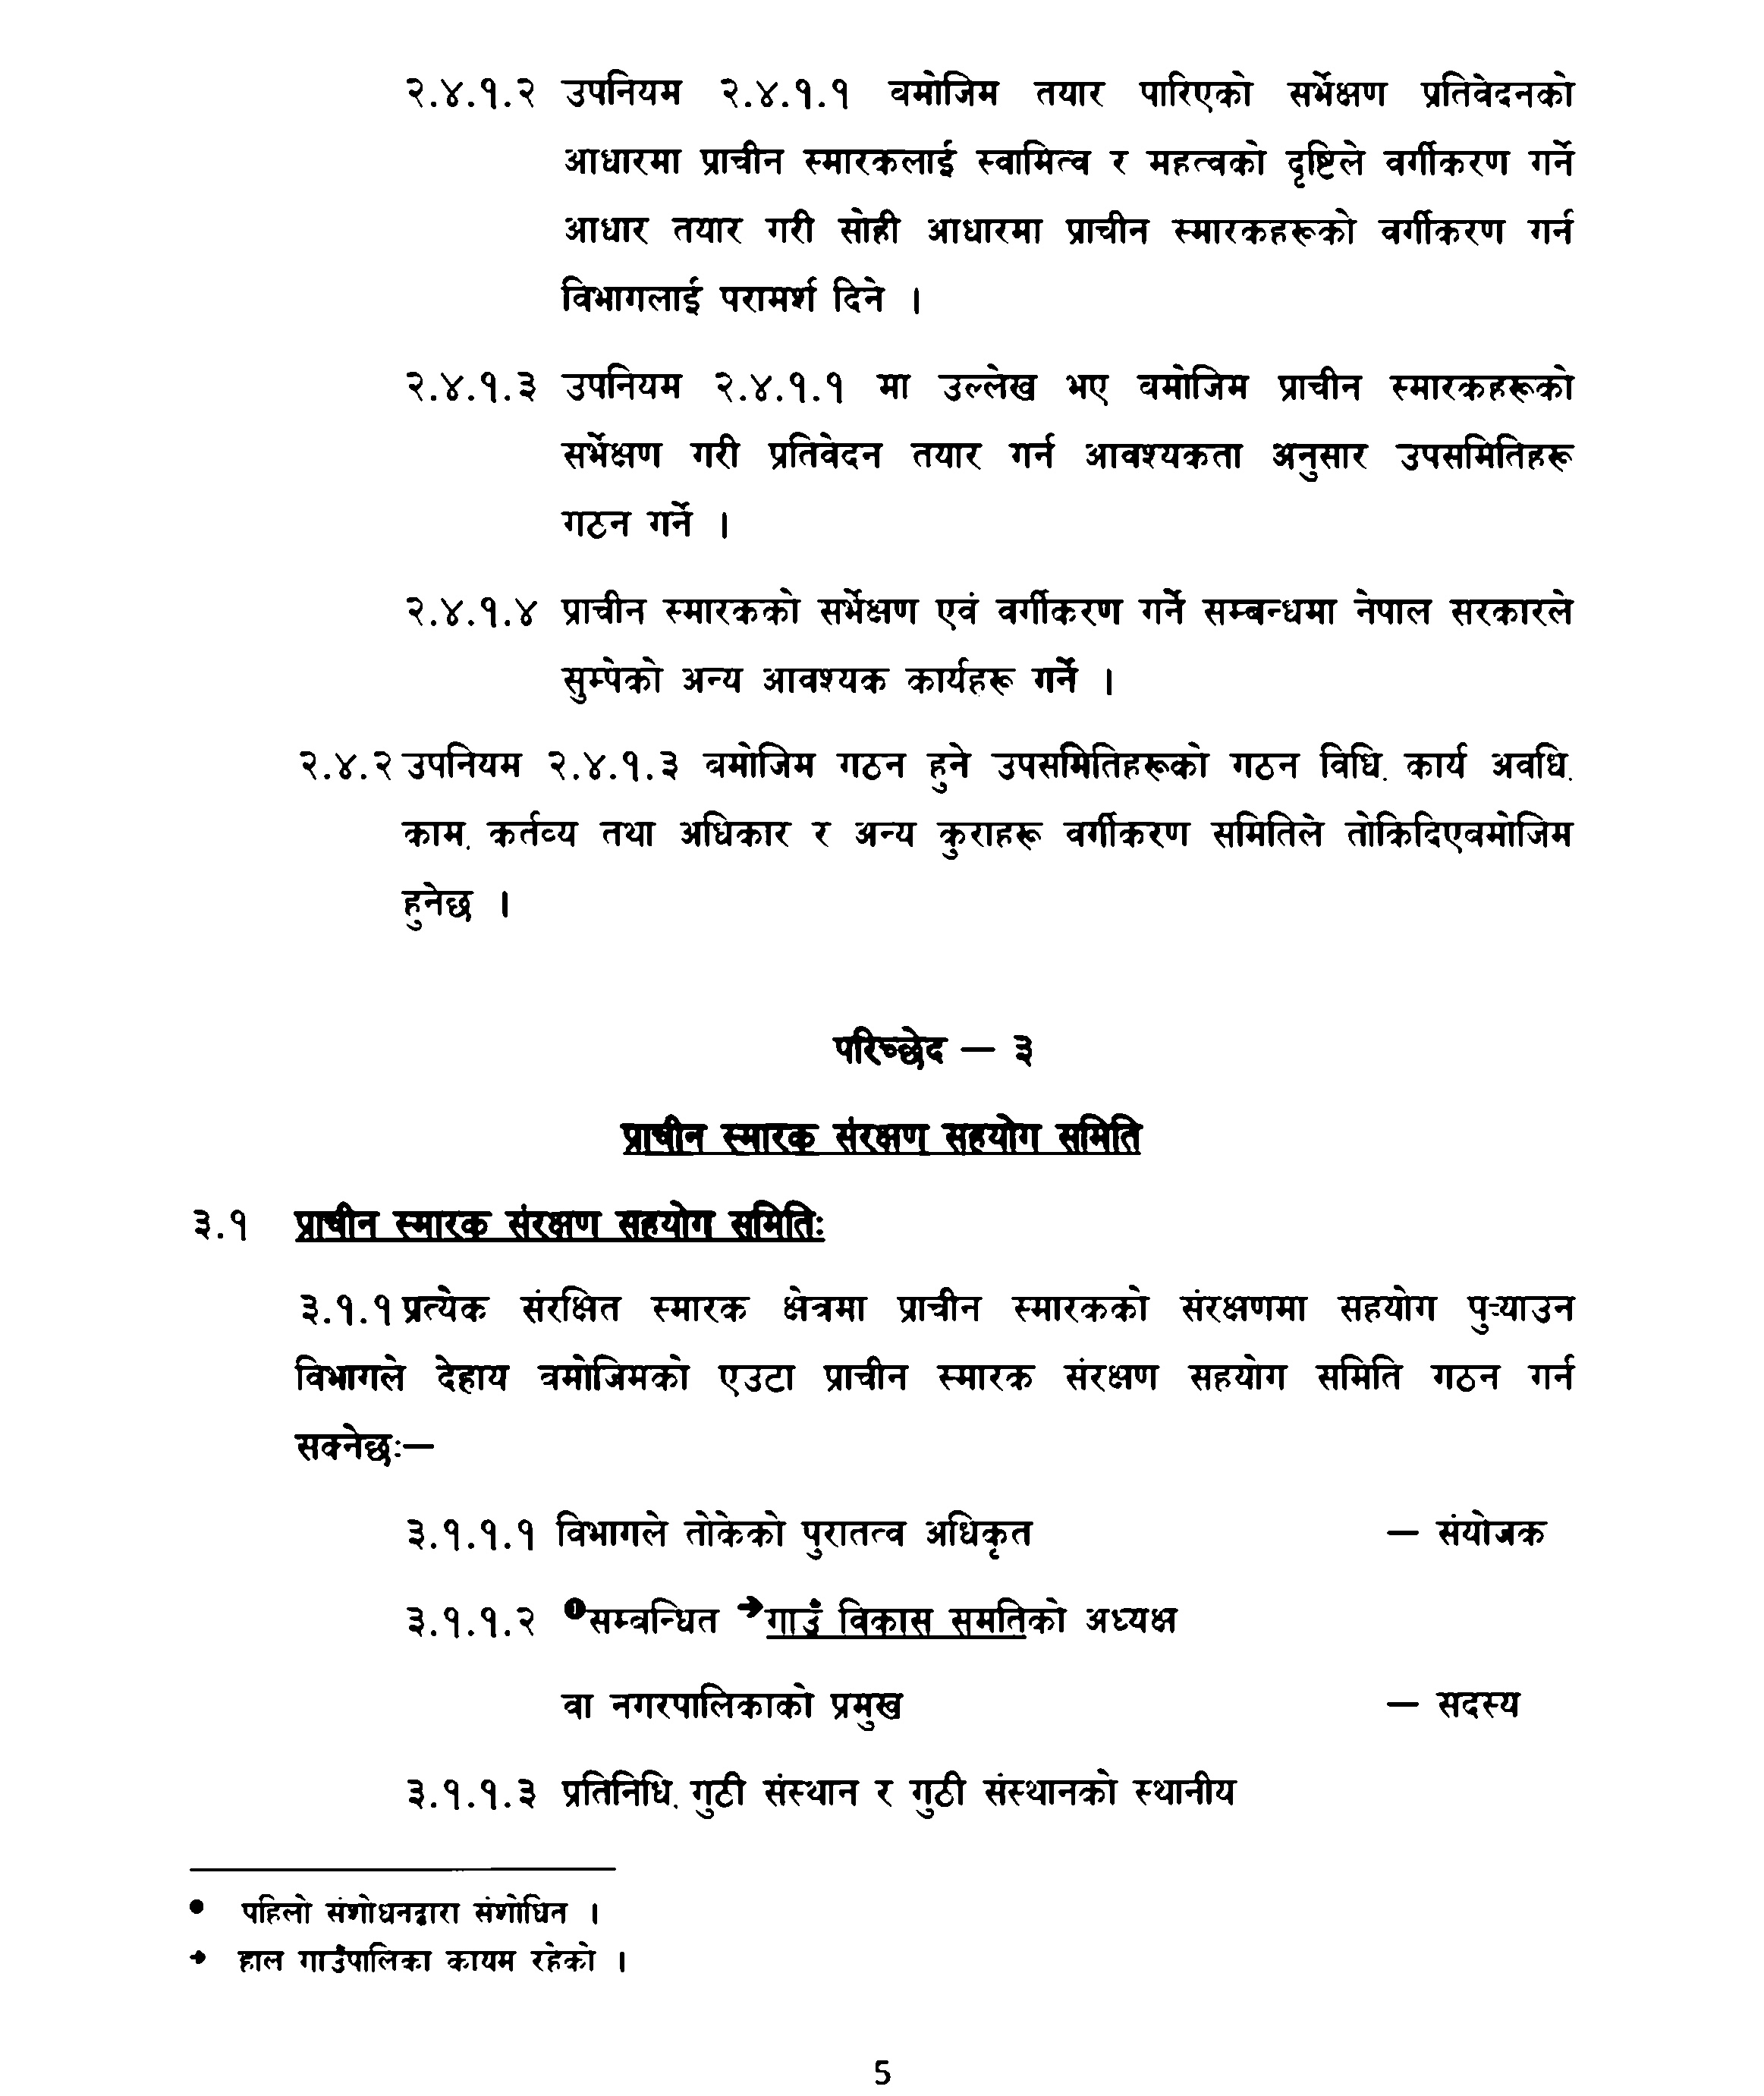 २.४.१.२ उपनियम २.४.१.१ बमोजिम तयार पारिएको सर्भेक्षण प्रतिवेदनको
आधारमा प्राचीन स्मारकलाई स्वामित्व र महत्वको दृष्टिले वर्गीकरण गर्ने
आधार तयार गरी सोही आधारमा प्राचीन स्मारकहरूको वर्गीकरण गर्न
विभागलाई परामर्श दिने ।
२.४.१.३ उपनियम २.४.१.१ मा उल्लेख भए बमोजिम प्राचीन स्मारकहरूको
सर्भेक्षण गरी प्रतिवेदन तयार गर्न आवश्यकता अनुसार उपसमितिहरू
गठन गर्ने ।
२.४.१.४ प्राचीन स्मारकको सर्भेक्षण एवं वर्गीकरण गर्ने सम्बन्धमा नेपाल सरकारले
सुम्पेको अन्य आवश्यक कार्यहरू गर्ने ।
२.४.२ उपनियम २.४.१.३ बमोजिम गठन हुने उपसमितिहरूको गठन विधि, कार्य अवधि,
काम, कर्तव्य तथा अधिकार र अन्य कुराहरू वर्गीकरण समितिले तोकिदिएबमोजिम
हुनेछ ।
परिच्छेद – ३
प्राचीन स्मारक संरक्षण सहयोग समिति
३.१ प्राचीन स्मारक संरक्षण सहयोग समितिः
३.१.१ प्रत्येक संरक्षित स्मारक क्षेत्रमा प्राचीन स्मारकको संरक्षणमा सहयोग पुऱ्याउन
विभागले देहाय बमोजिमको एउटा प्राचीन स्मारक संरक्षण सहयोग समिति गठन गर्न
सक्नेछः–
३.१.१.१ विभागले तोकेको पुरातत्व अधिकृत – संयोजक
३.१.१.२ ❶सम्बन्धित ➔गाउँ विकास समतिको अध्यक्ष
वा नगरपालिकाको प्रमुख – सदस्य
३.१.१.३ प्रतिनिधि, गुठी संस्थान र गुठी संस्थानको स्थानीय
● पहिलो संशोधनद्वारा संशोधित ।
➔ हाल गाउँपालिका कायम रहेको ।
5